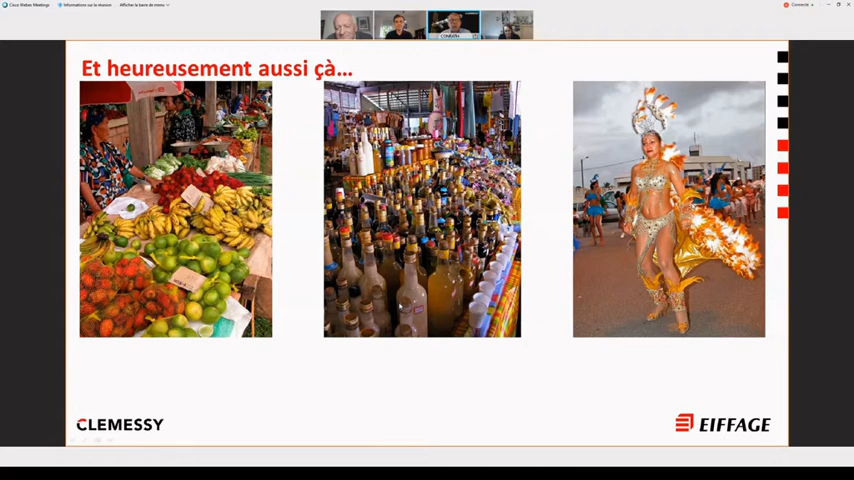 Cisco Webex Meetings
Informations sur la réunion
Afficher la barre de menu
Connecté
CONRATH
Et heureusement aussi çà…
CLEMESSY
EIFFAGE